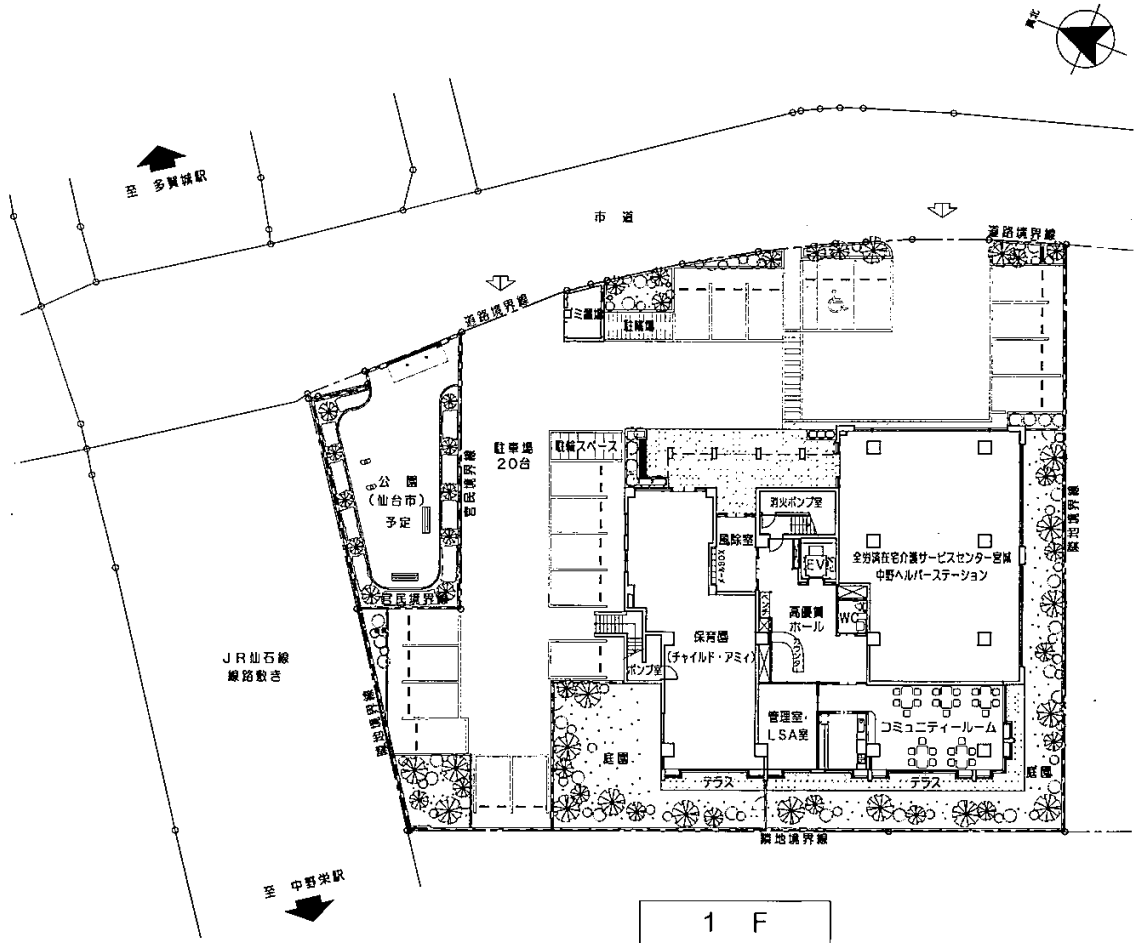 真北
至 多賀城駅
市 道
道路境界線
道路境界線
ゴミ置場
駐輪場
駐車場
20台
駐輪スペース
公 園
(仙台市)
予定
官民境界線
官民境界線
消火ポンプ室
風除室
メールBOX
EV
全労済在宅介護サービスセンター宮城
中野ヘルパーステーション
高優賃
ホール
WC
保育園
(チャイルド・アミィ)
ポンプ室
JR仙石線
線路敷き
隣地境界線
隣地境界線
管理室・
LSA室
コミュニティールーム
庭園
テラス
テラス
庭園
隣地境界線
至 中野栄駅
1 F